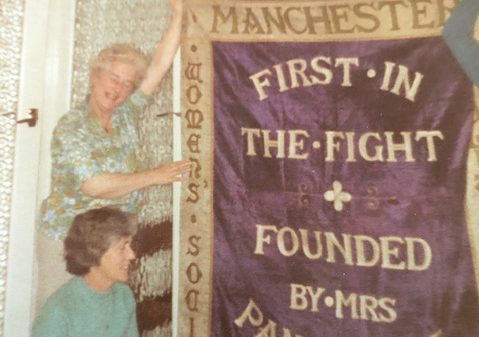 MANCHESTER
·WOMEN'S·SOCI
FIRST·IN
THE·FIGHT
FOUNDED
BY·MRS